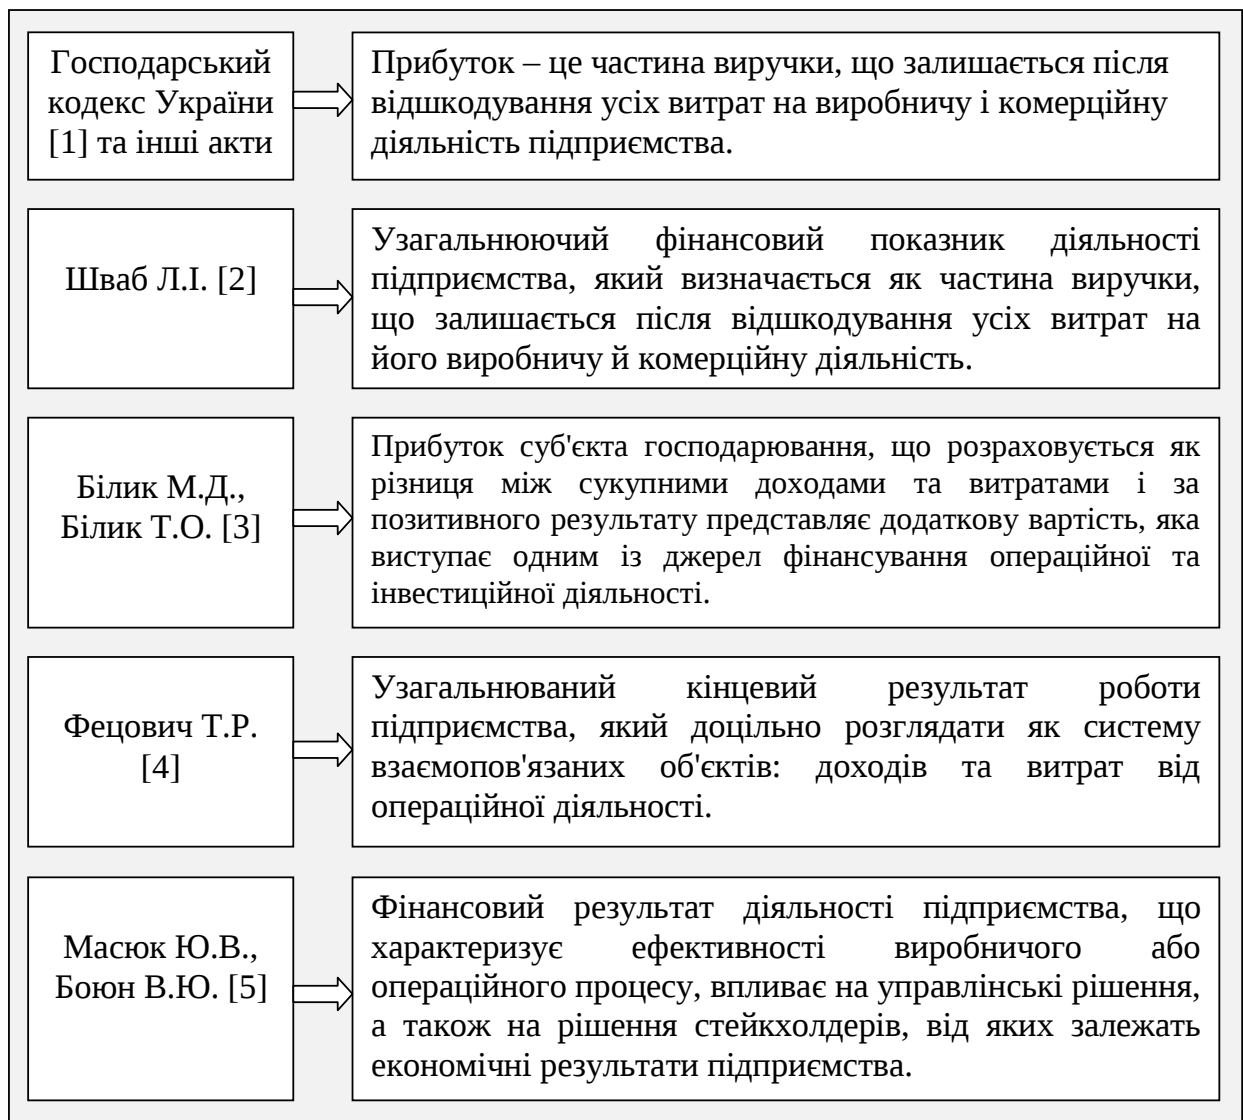 Господарський
кодекс України
[1] та інші акти
Прибуток – це частина виручки, що залишається після
відшкодування усіх витрат на виробничу і комерційну
діяльність підприємства.
Шваб Л.І. [2]
Узагальнюючий фінансовий показник діяльності
підприємства, який визначається як частина виручки,
що залишається після відшкодування усіх витрат на
його виробничу й комерційну діяльність.
Білик М.Д.,
Білик Т.О. [3]
Прибуток суб'єкта господарювання, що розраховується як
різниця між сукупними доходами та витратами і за
позитивного результату представляє додаткову вартість, яка
виступає одним із джерел фінансування операційної та
інвестиційної діяльності.
Фецович Т.Р.
[4]
Узагальнюваний кінцевий результат роботи
підприємства, який доцільно розглядати як систему
взаємопов'язаних об'єктів: доходів та витрат від
операційної діяльності.
Масюк Ю.В.,
Боюн В.Ю. [5]
Фінансовий результат діяльності підприємства, що
характеризує ефективності виробничого або
операційного процесу, впливає на управлінські рішення,
а також на рішення стейкхолдерів, від яких залежать
економічні результати підприємства.